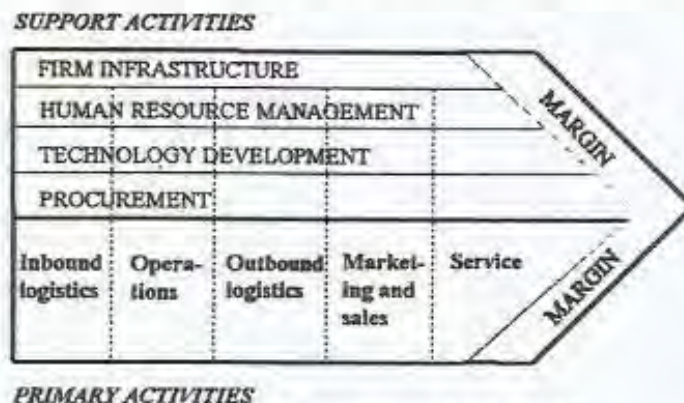 SUPPORT ACTIVITIES
FIRM INFRASTRUCTURE
HUMAN RESOURCE MANAGEMENT
TECHNOLOGY DEVELOPMENT
PROCUREMENT
MARGIN
Inbound
logistics
Opera-
tions
Outbound
logistics
Market-
ing and
sales
Service
MARGIN
PRIMARY ACTIVITIES